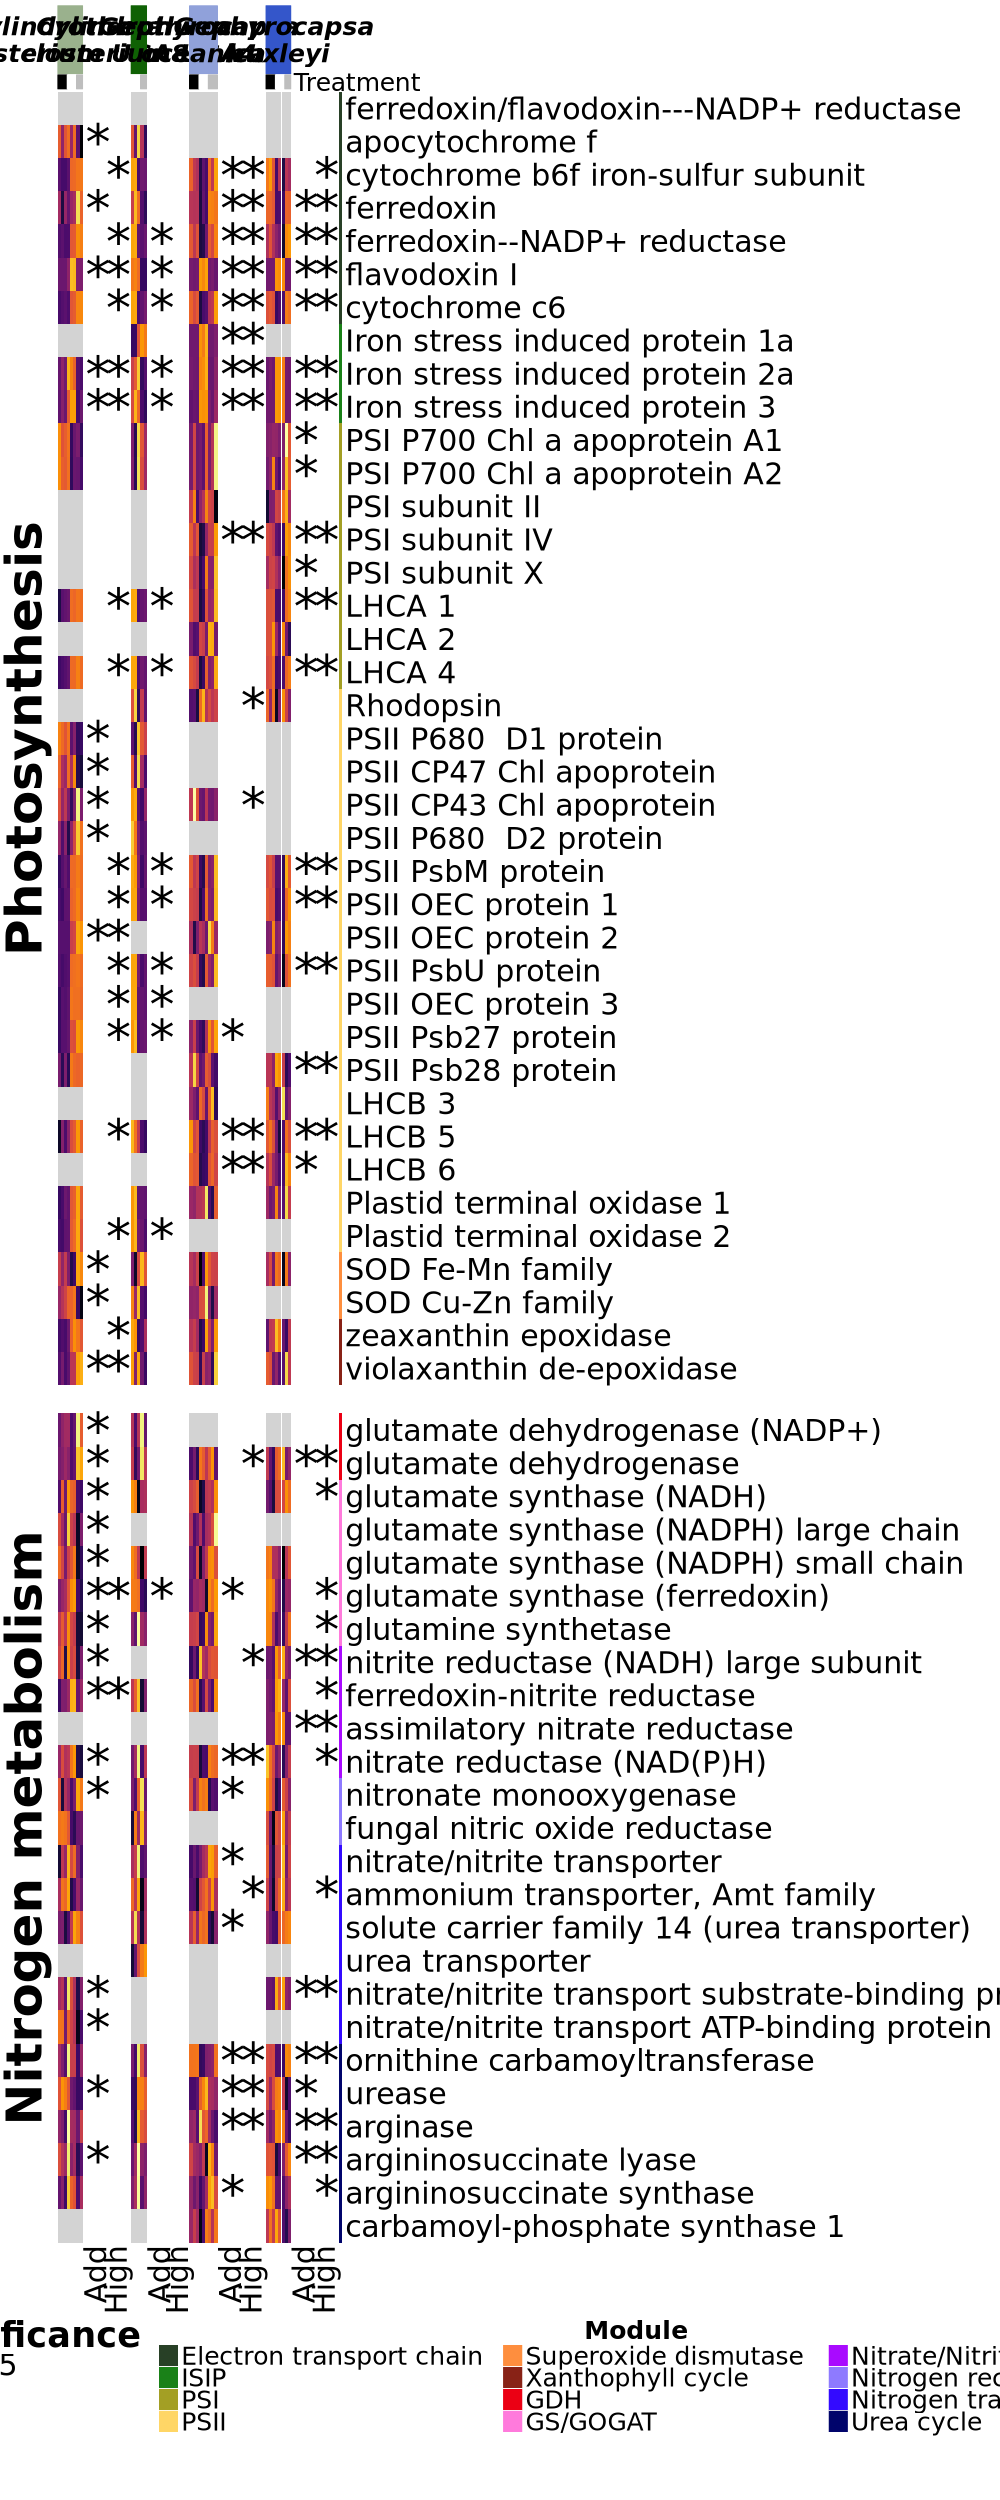 Treatment
Photosynthesis
ferredoxin/flavodoxin---NADP+ reductase
apocytochrome f
cytochrome b6f iron-sulfur subunit
ferredoxin
ferredoxin--NADP+ reductase
flavodoxin I
cytochrome c6
Iron stress induced protein 1a
Iron stress induced protein 2a
Iron stress induced protein 3
PSI P700 Chl a apoprotein A1
PSI P700 Chl a apoprotein A2
PSI subunit II
PSI subunit IV
PSI subunit X
LHCA 1
LHCA 2
LHCA 4
Rhodopsin
PSII P680  D1 protein
PSII CP47 Chl apoprotein
PSII CP43 Chl apoprotein
PSII P680  D2 protein
PSII PsbM protein
PSII OEC protein 1
PSII OEC protein 2
PSII PsbU protein
PSII OEC protein 3
PSII Psb27 protein
PSII Psb28 protein
LHCB 3
LHCB 5
LHCB 6
Plastid terminal oxidase 1
Plastid terminal oxidase 2
SOD Fe-Mn family
SOD Cu-Zn family
zeaxanthin epoxidase
violaxanthin de-epoxidase
Nitrogen metabolism
glutamate dehydrogenase (NADP+)
glutamate dehydrogenase
glutamate synthase (NADH)
glutamate synthase (NADPH) large chain
glutamate synthase (NADPH) small chain
glutamate synthase (ferredoxin)
glutamine synthetase
nitrite reductase (NADH) large subunit
ferredoxin-nitrite reductase
assimilatory nitrate reductase
nitrate reductase (NAD(P)H)
nitronate monooxygenase
fungal nitric oxide reductase
nitrate/nitrite transporter
ammonium transporter, Amt family
solute carrier family 14 (urea transporter)
urea transporter
nitrate/nitrite transport substrate-binding pr
nitrate/nitrite transport ATP-binding protein
ornithine carbamoyltransferase
urease
arginase
argininosuccinate lyase
argininosuccinate synthase
carbamoyl-phosphate synthase 1
Add
High
Add
High
Add
High
Add
High
ficance
5
Module
Electron transport chain
ISIP
PSI
PSII
Superoxide dismutase
Xanthophyll cycle
GDH
GS/GOGAT
Nitrate/Nitri
Nitrogen rec
Nitrogen tra
Urea cycle